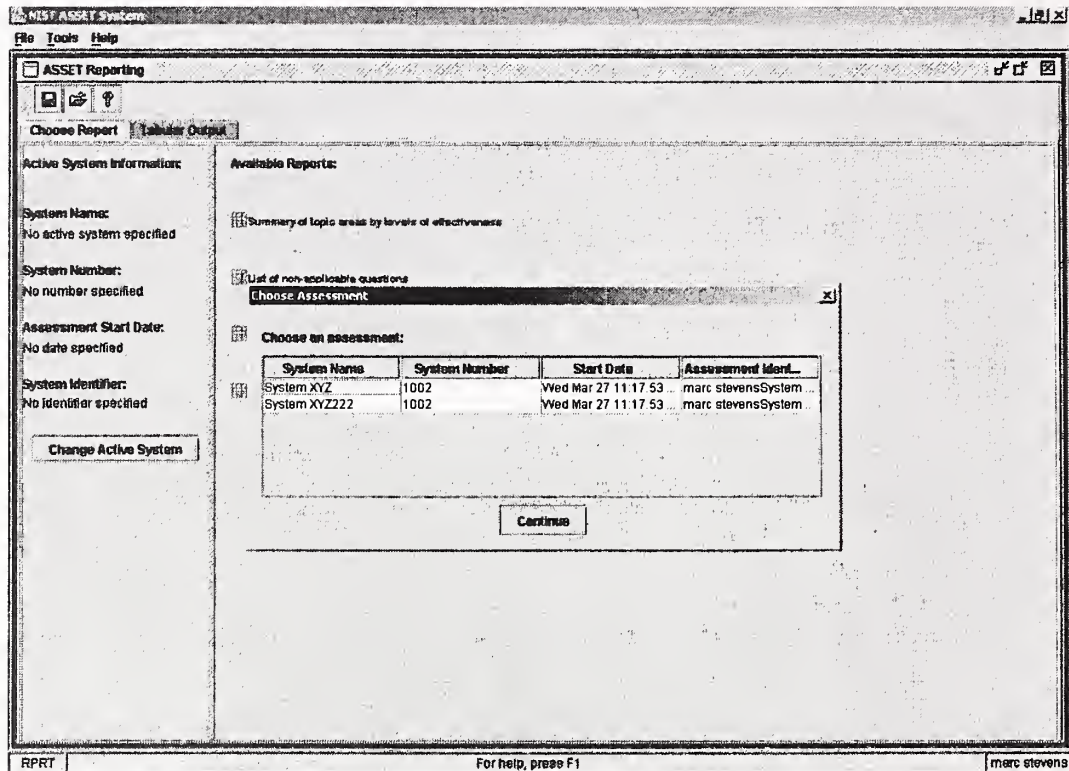 NIST ASSET System
File Tools Help
ASSET Reporting
Choose Report Tabular Output
Active System Information:
System Name:
No active system specified
System Number:
No number specified
Assessment Start Date:
No date specified
System Identifier:
No identifier specified
Change Active System
Available Reports:
Summary of topic areas by levels of effectiveness
List of non-applicable questions
Choose Assessment
Choose an assessment:
System Name System Number Start Date Assessment Ident...
System XYZ 1002 Wed Mar 27 11:17:53 ... marc stevensSystem ...
System XYZ222 1002 Wed Mar 27 11:17:53 ... marc stevensSystem ...
Continue
RPRT For help, press F1 marc stevens